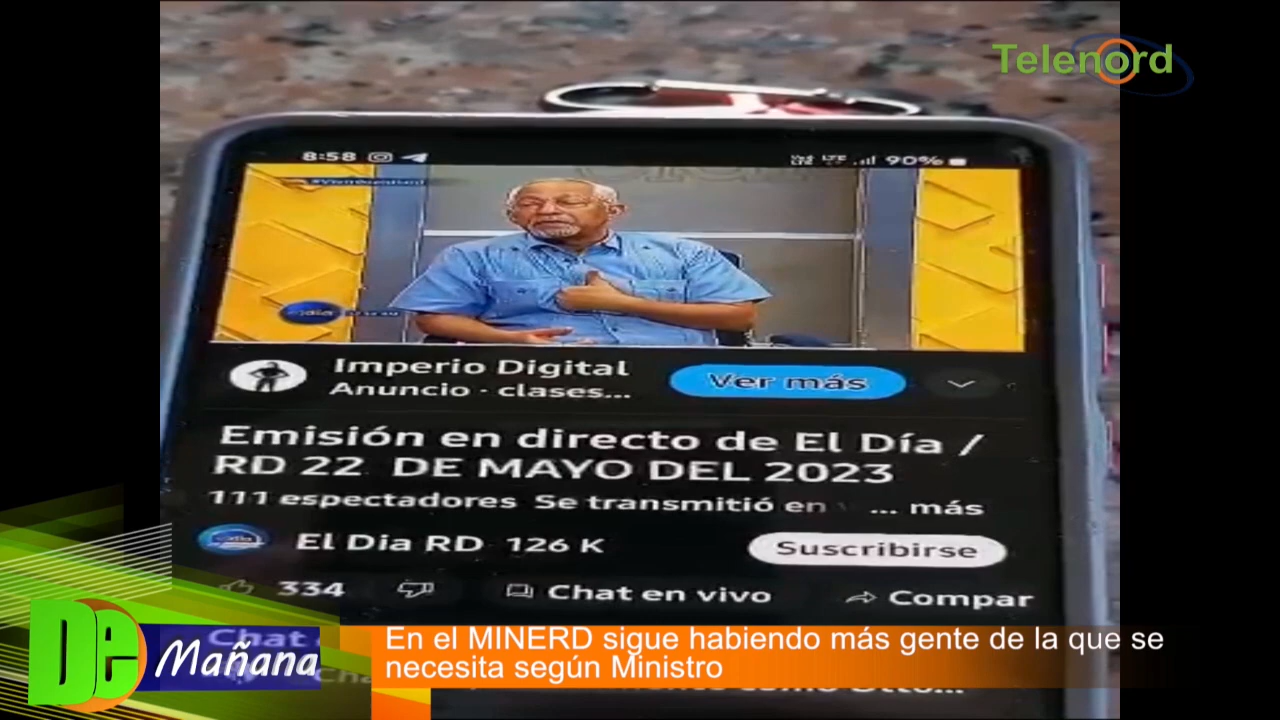 Telenord
8:58
90%
Imperio Digital
Anuncio · clases...
Ver más
Emisión en directo de El Día /
RD 22 DE MAYO DEL 2023
111 espectadores Se transmitió en ... más
El Dia RD 126 K
Suscribirse
334
Chat en vivo
Compar
Chat
De Mañana
En el MINERD sigue habiendo más gente de la que se
necesita según Ministro